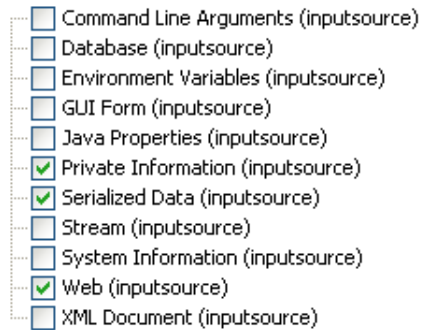 Command Line Arguments (inputsource)
Database (inputsource)
Environment Variables (inputsource)
GUI Form (inputsource)
Java Properties (inputsource)
Private Information (inputsource)
Serialized Data (inputsource)
Stream (inputsource)
System Information (inputsource)
Web (inputsource)
XML Document (inputsource)